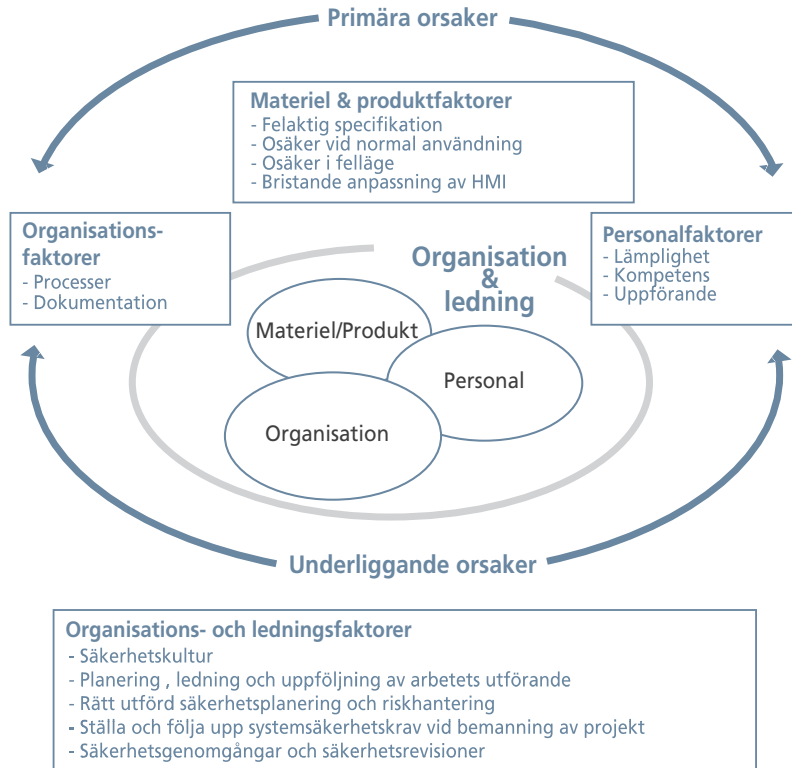 Primära orsaker
Materiel & produktfaktorer
- Felaktig specifikation
- Osäker vid normal användning
- Osäker i felläge
- Bristande anpassning av HMI
Organisations-
faktorer
- Processer
- Dokumentation
Personalfaktorer
- Lämplighet
- Kompetens
- Uppförande
Organisation
&
ledning
Materiel/Produkt
Personal
Organisation
Underliggande orsaker
Organisations- och ledningsfaktorer
- Säkerhetskultur
- Planering , ledning och uppföljning av arbetets utförande
- Rätt utförd säkerhetsplanering och riskhantering
- Ställa och följa upp systemsäkerhetskrav vid bemanning av projekt
- Säkerhetsgenomgångar och säkerhetsrevisioner